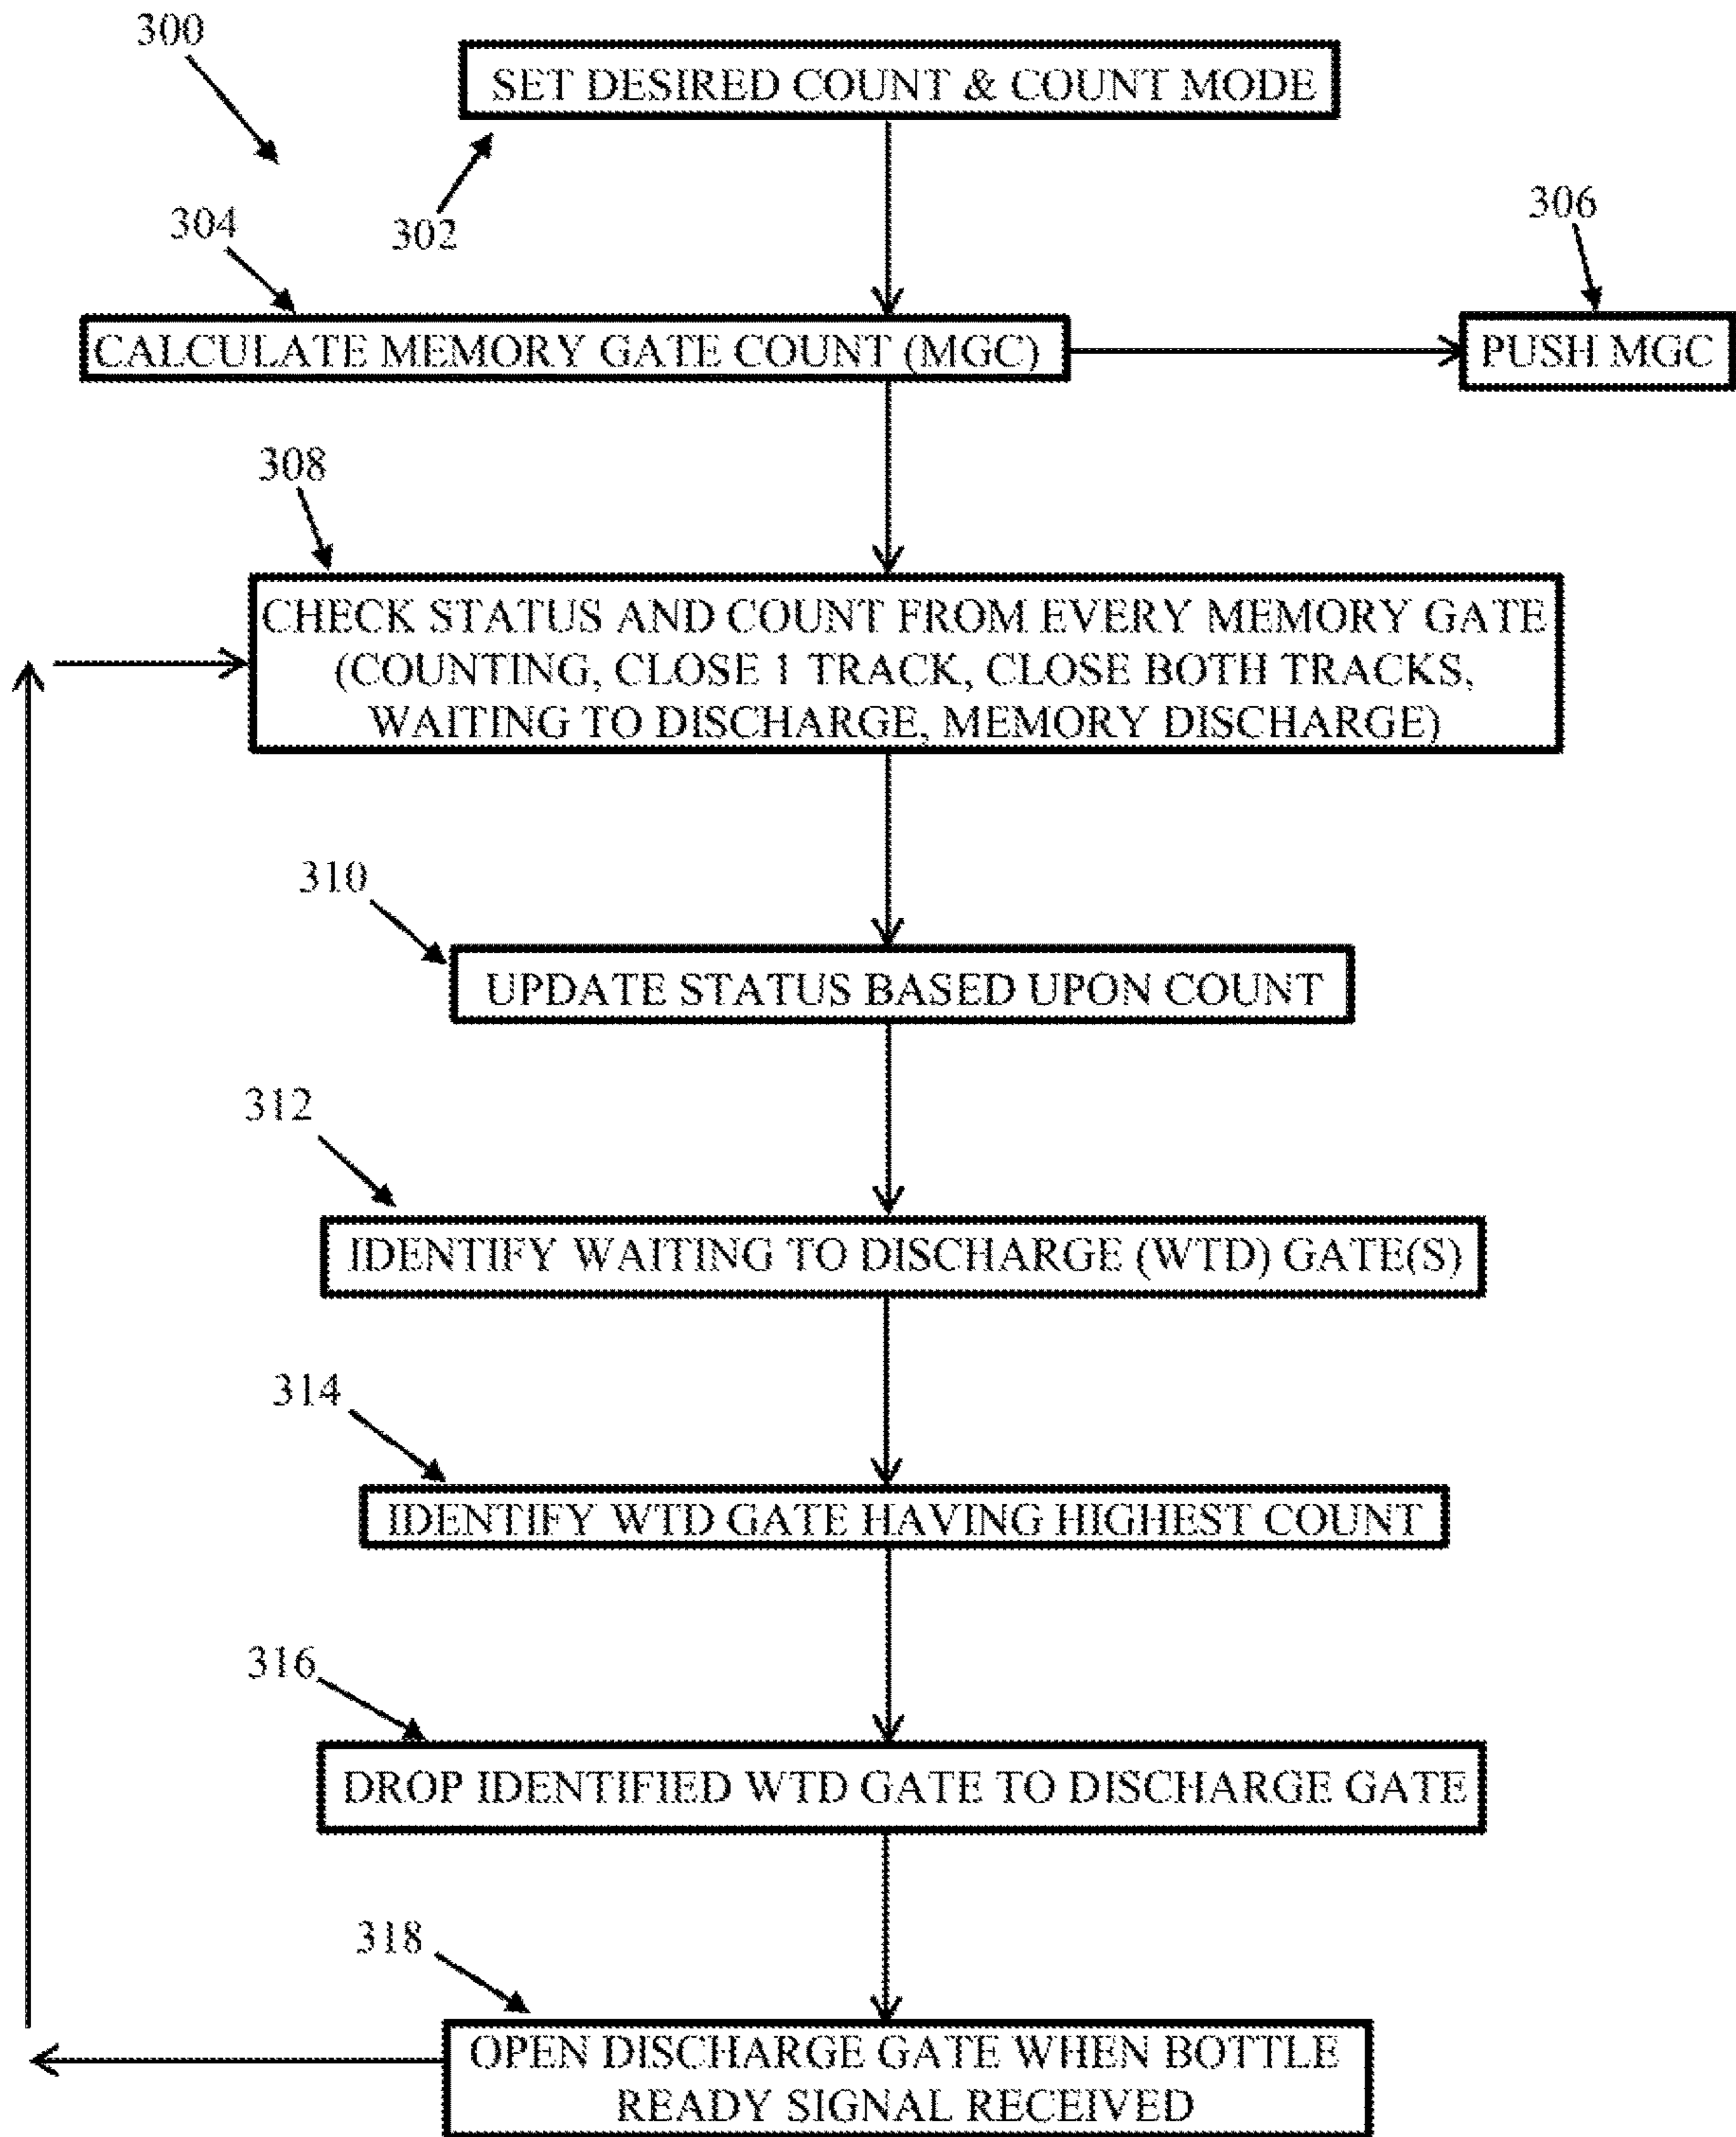 300
SET DESIRED COUNT & COUNT MODE
302
304
306
CALCULATE MEMORY GATE COUNT (MGC)
PUSH MGC
308
CHECK STATUS AND COUNT FROM EVERY MEMORY GATE
(COUNTING, CLOSE 1 TRACK, CLOSE BOTH TRACKS,
WAITING TO DISCHARGE, MEMORY DISCHARGE)
310
UPDATE STATUS BASED UPON COUNT
312
IDENTIFY WAITING TO DISCHARGE (WTD) GATE(S)
314
IDENTIFY WTD GATE HAVING HIGHEST COUNT
316
DROP IDENTIFIED WTD GATE TO DISCHARGE GATE
318
OPEN DISCHARGE GATE WHEN BOTTLE
READY SIGNAL RECEIVED